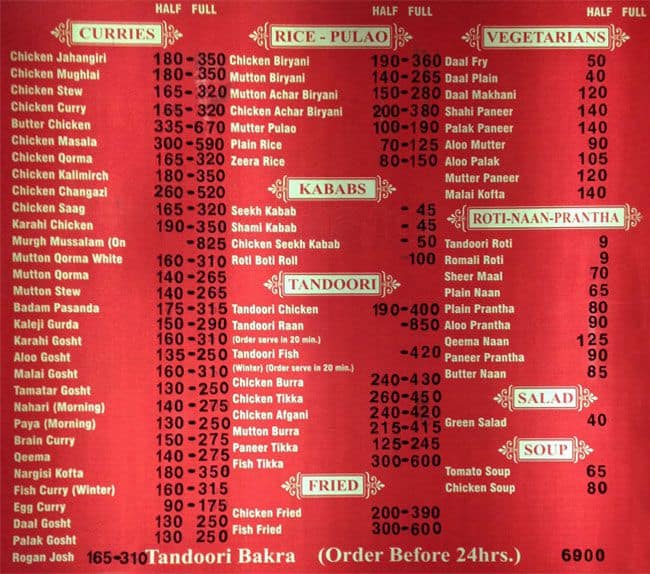 HALF FULL
CURRIES
Chicken Jahangiri 180-350
Chicken Mughlai 180-350
Chicken Stew 165-320
Chicken Curry 165-320
Butter Chicken 335-670
Chicken Masala 300-590
Chicken Qorma 165-320
Chicken Kalimirch 180-350
Chicken Changazi 260-520
Chicken Saag 165-320
Karahi Chicken 190-350
Murgh Mussalam (On -825
Mutton Qorma White 160-310
Mutton Qorma 140-265
Mutton Stew 140-265
Badam Pasanda 175-315
Kaleji Gurda 150-290
Karahi Gosht 160-310
Aloo Gosht 135-250
Malai Gosht 160-310
Tamatar Gosht 130-250
Nahari (Morning) 140-275
Paya (Morning) 130-250
Brain Curry 150-275
Qeema 140-275
Nargisi Kofta 180-350
Fish Curry (Winter) 160-315
Egg Curry 90-175
Daal Gosht 130 250
Palak Gosht 130 250
Rogan Josh 165-310
HALF FULL
RICE - PULAO
Chicken Biryani 190-360
Mutton Biryani 140-265
Mutton Achar Biryani 150-280
Chicken Achar Biryani 200-380
Mutter Pulao 100-190
Plain Rice 70-125
Zeera Rice 80-150
KABABS
Seekh Kabab - 45
Shami Kabab - 45
Chicken Seekh Kabab - 50
Roti Boti Roll 100
TANDOORI
Tandoori Chicken 190-400
Tandoori Raan -850
(Order serve in 20 min.)
Tandoori Fish -420
(Winter) (Order serve in 20 min.)
Chicken Burra 240-430
Chicken Tikka 260-450
Chicken Afgani 240-420
Mutton Burra 215-415
Paneer Tikka 125-245
Fish Tikka 300-600
FRIED
Chicken Fried 200-390
Fish Fried 300-600
HALF FULL
VEGETARIANS
Daal Fry 50
Daal Plain 40
Daal Makhani 120
Shahi Paneer 140
Palak Paneer 140
Aloo Mutter 90
Aloo Palak 105
Mutter Paneer 120
Malai Kofta 140
ROTI-NAAN-PRANTHA
Tandoori Roti 9
Romali Roti 9
Sheer Maal 70
Plain Naan 65
Plain Prantha 80
Aloo Prantha 90
Qeema Naan 125
Paneer Prantha 90
Butter Naan 85
SALAD
Green Salad 40
SOUP
Tomato Soup 65
Chicken Soup 80
Tandoori Bakra (Order Before 24hrs.) 6900